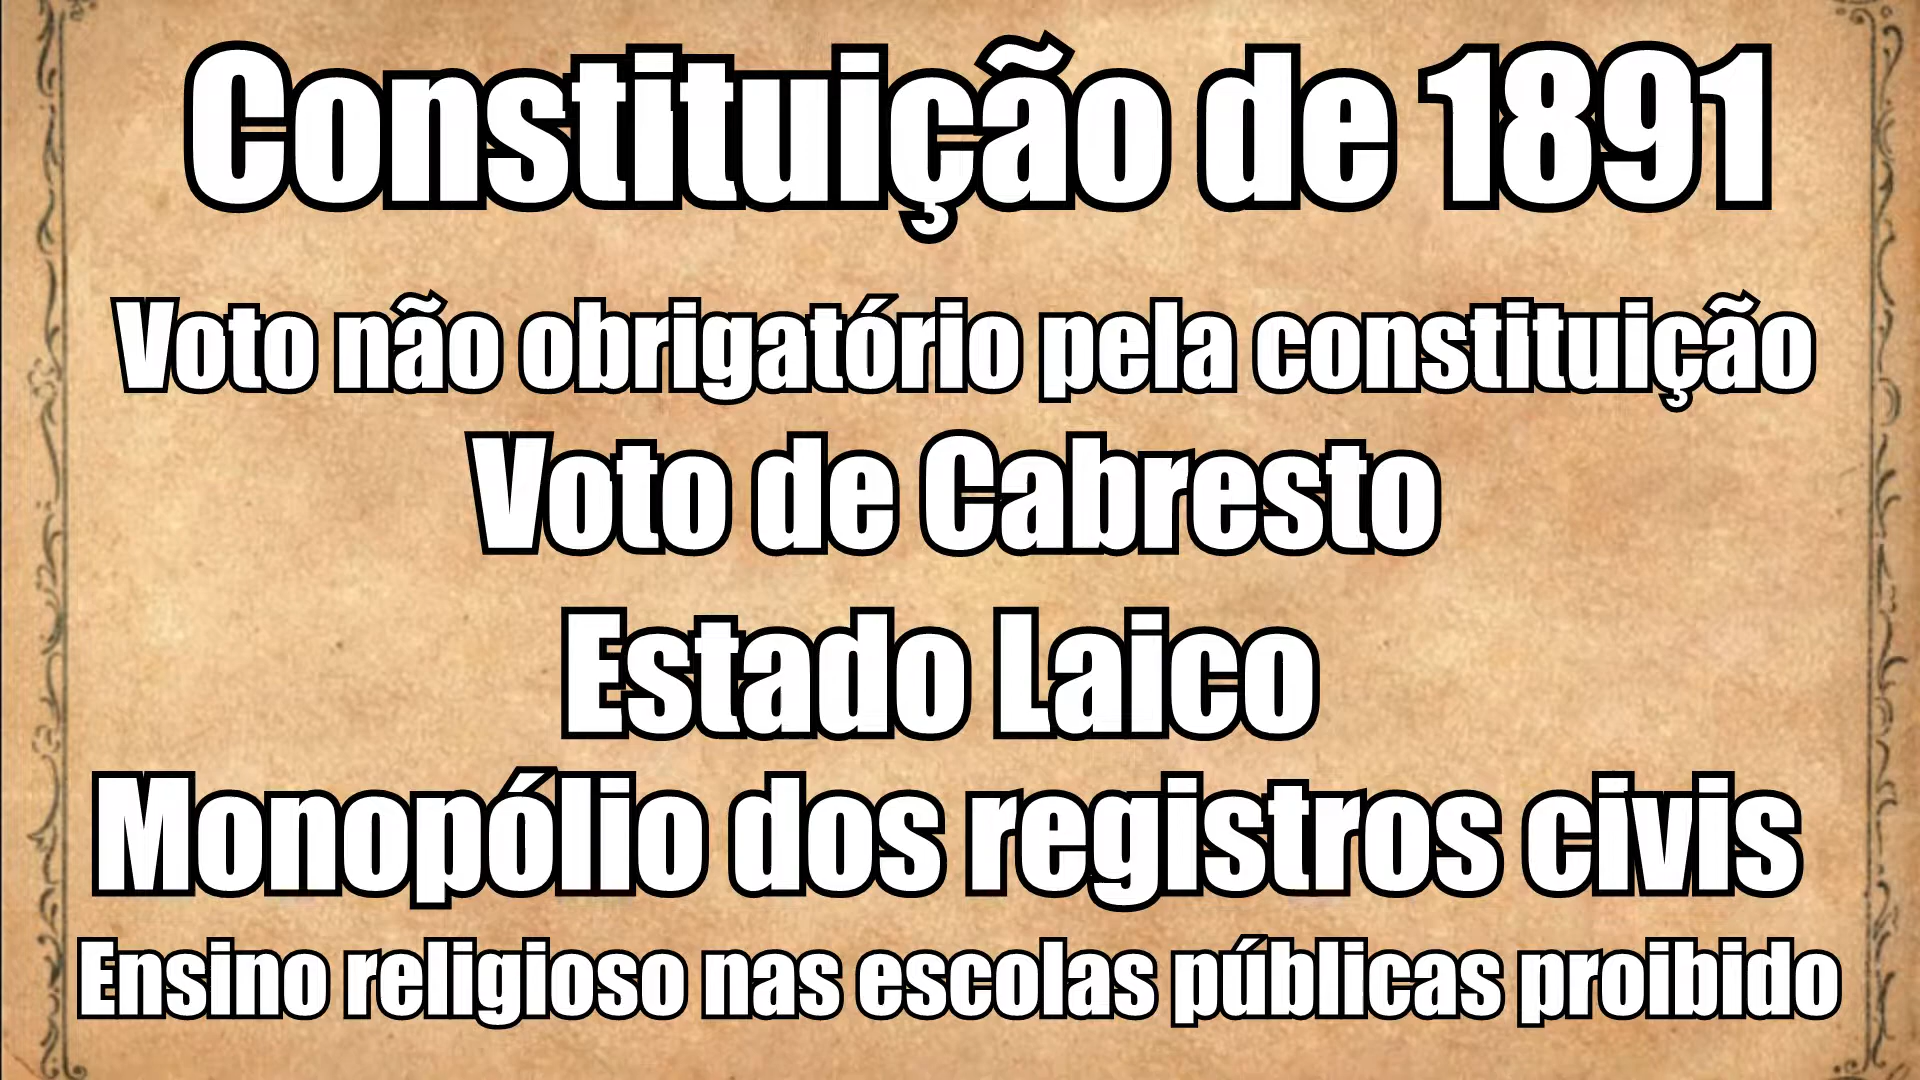 Constituição de 1891
Voto não obrigatório pela constituição
Voto de Cabresto
Estado Laico
Monopólio dos registros civis
Ensino religioso nas escolas públicas proibido